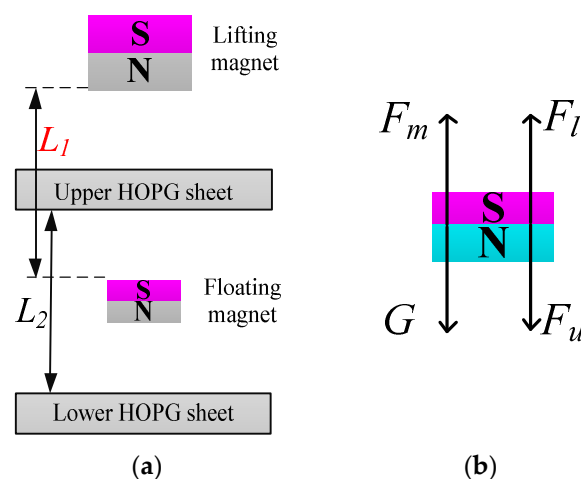 S
N
Lifting
magnet
L1
Upper HOPG sheet
L2
S
N
Floating
magnet
Lower HOPG sheet
(a)
Fm
Fl
S
N
G
Fu
(b)